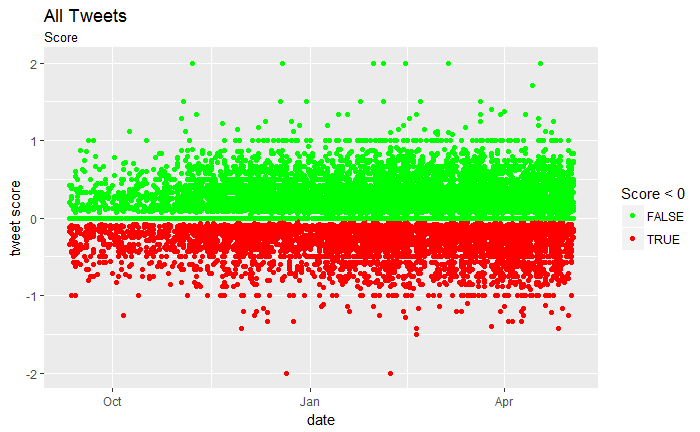 All Tweets
Score
2
1
0
-1
-2
tweet score
Oct
Jan
Apr
date
Score < 0
FALSE
TRUE